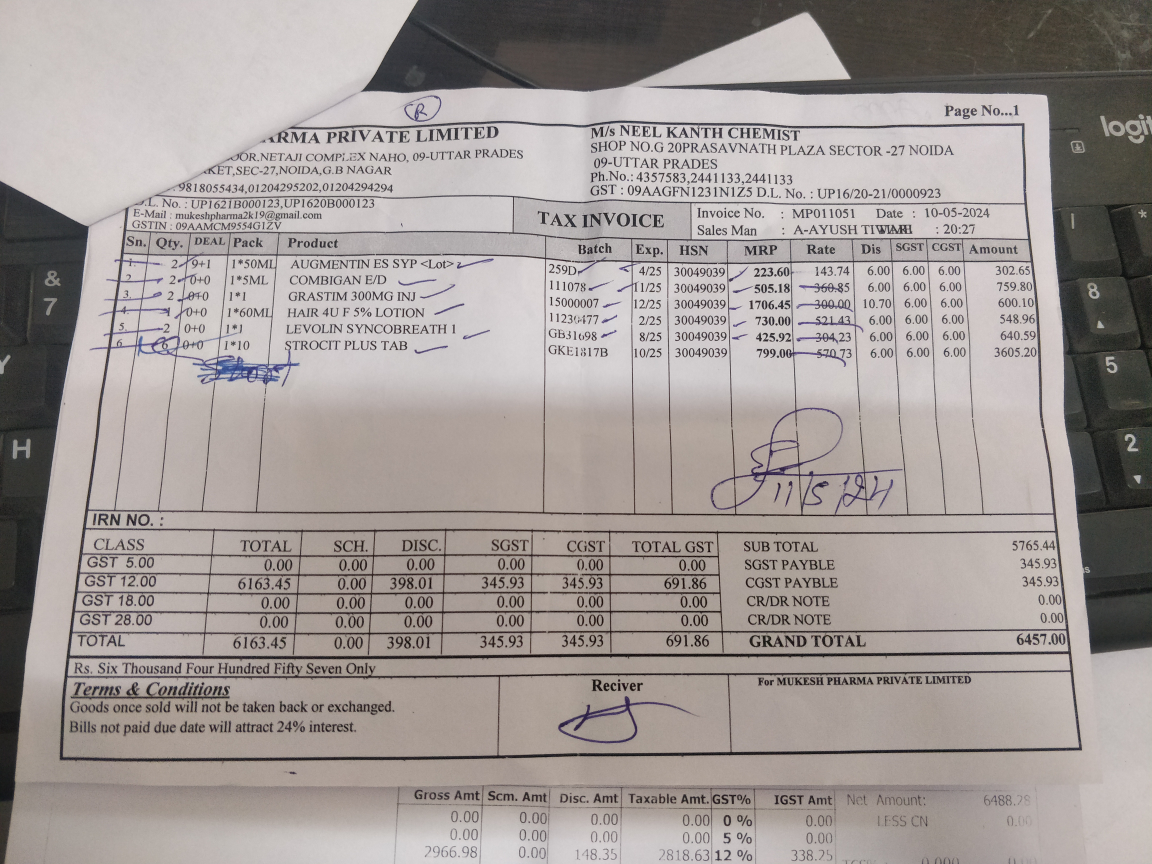 R
Page No...1
ARMA PRIVATE LIMITED
OOR,NETAJI COMPLEX NAHO, 09-UTTAR PRADES
KET,SEC-27,NOIDA,G.B NAGAR
. : 9818055434,01204295202,01204294294
D.L. No. : UP1621B000123,UP1620B000123
E-Mail : mukeshpharma2k19@gmail.com
GSTIN : 09AAMCM9554G1ZV
M/s NEEL KANTH CHEMIST
SHOP NO.G 20PRASAVNATH PLAZA SECTOR -27 NOIDA
09-UTTAR PRADES
Ph.No.: 4357583,2441133,2441133
GST : 09AAGFN1231N1Z5 D.L. No. : UP16/20-21/0000923
TAX INVOICE
Invoice No. : MP011051 Date : 10-05-2024
Sales Man : A-AYUSH TIWARI : 20:27
Sn. Qty. DEAL Pack Product Batch Exp. HSN MRP Rate Dis SGST CGST Amount
1. 2 9+1 1*50ML AUGMENTIN ES SYP <Lot> 259D 4/25 30049039 223.60 143.74 6.00 6.00 6.00 302.65
2. 2 0+0 1*5ML COMBIGAN E/D 111078 11/25 30049039 505.18 360.85 6.00 6.00 6.00 759.80
3. 2 0+0 1*1 GRASTIM 300MG INJ 15000007 12/25 30049039 1706.45 300.00 10.70 6.00 6.00 600.10
4. 1 0+0 1*60ML HAIR 4U F 5% LOTION 11230477 2/25 30049039 730.00 521.43 6.00 6.00 6.00 548.96
5. 2 0+0 1*1 LEVOLIN SYNCOBREATH 1 GB31698 8/25 30049039 425.92 304.23 6.00 6.00 6.00 640.59
6. 0+0 1*10 STROCIT PLUS TAB GKE1817B 10/25 30049039 799.00 570.73 6.00 6.00 6.00 3605.20
11/5/24
IRN NO. :
CLASS TOTAL SCH. DISC. SGST CGST TOTAL GST
GST 5.00 0.00 0.00 0.00 0.00 0.00 0.00
GST 12.00 6163.45 0.00 398.01 345.93 345.93 691.86
GST 18.00 0.00 0.00 0.00 0.00 0.00 0.00
GST 28.00 0.00 0.00 0.00 0.00 0.00 0.00
TOTAL 6163.45 0.00 398.01 345.93 345.93 691.86
SUB TOTAL 5765.44
SGST PAYBLE 345.93
CGST PAYBLE 345.93
CR/DR NOTE 0.00
CR/DR NOTE 0.00
GRAND TOTAL 6457.00
Rs. Six Thousand Four Hundred Fifty Seven Only
Terms & Conditions
Goods once sold will not be taken back or exchanged.
Bills not paid due date will attract 24% interest.
Reciver
For MUKESH PHARMA PRIVATE LIMITED
Gross Amt Scm. Amt Disc. Amt Taxable Amt. GST% IGST Amt Net Amount: 6488.28
0.00 0.00 0.00 0.00 0 % 0.00 LESS CN 0.00
0.00 0.00 0.00 0.00 5 % 0.00
2966.98 0.00 148.35 2818.63 12 % 338.25
logit
&
7
Y
H
*
8
5
2